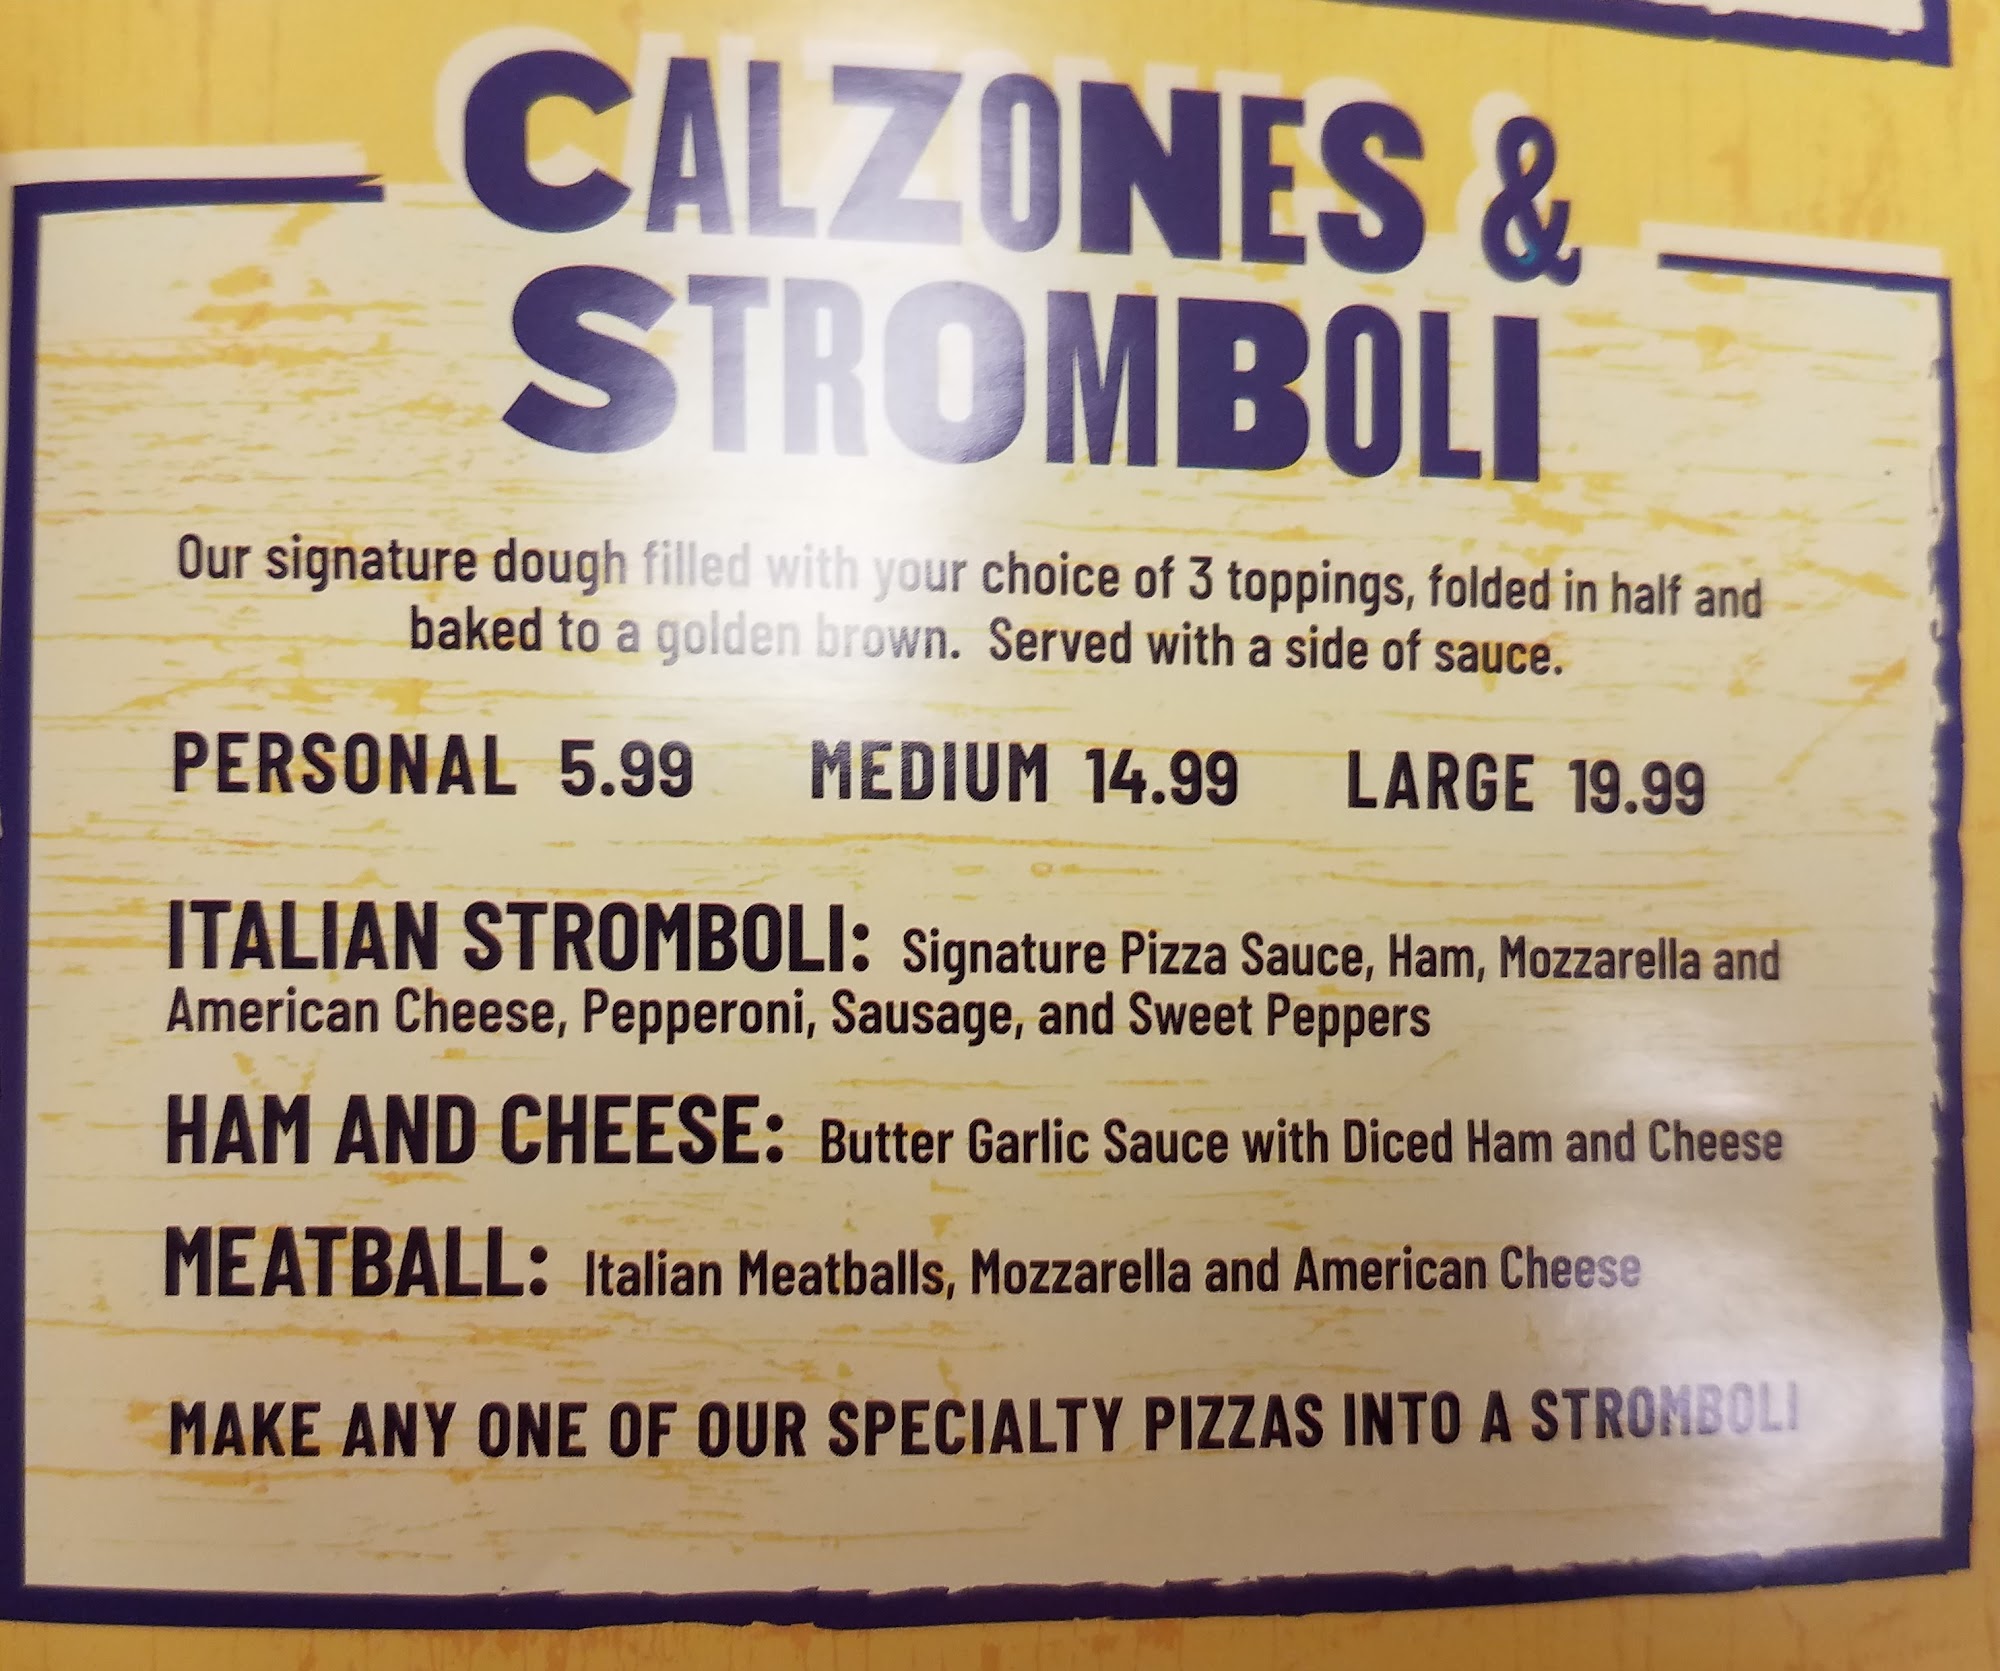 CALZONES &
STROMBOLI
Our signature dough filled with your choice of 3 toppings, folded in half and
baked to a golden brown. Served with a side of sauce.
PERSONAL 5.99 MEDIUM 14.99 LARGE 19.99
ITALIAN STROMBOLI: Signature Pizza Sauce, Ham, Mozzarella and
American Cheese, Pepperoni, Sausage, and Sweet Peppers
HAM AND CHEESE: Butter Garlic Sauce with Diced Ham and Cheese
MEATBALL: Italian Meatballs, Mozzarella and American Cheese
MAKE ANY ONE OF OUR SPECIALTY PIZZAS INTO A STROMBOLI